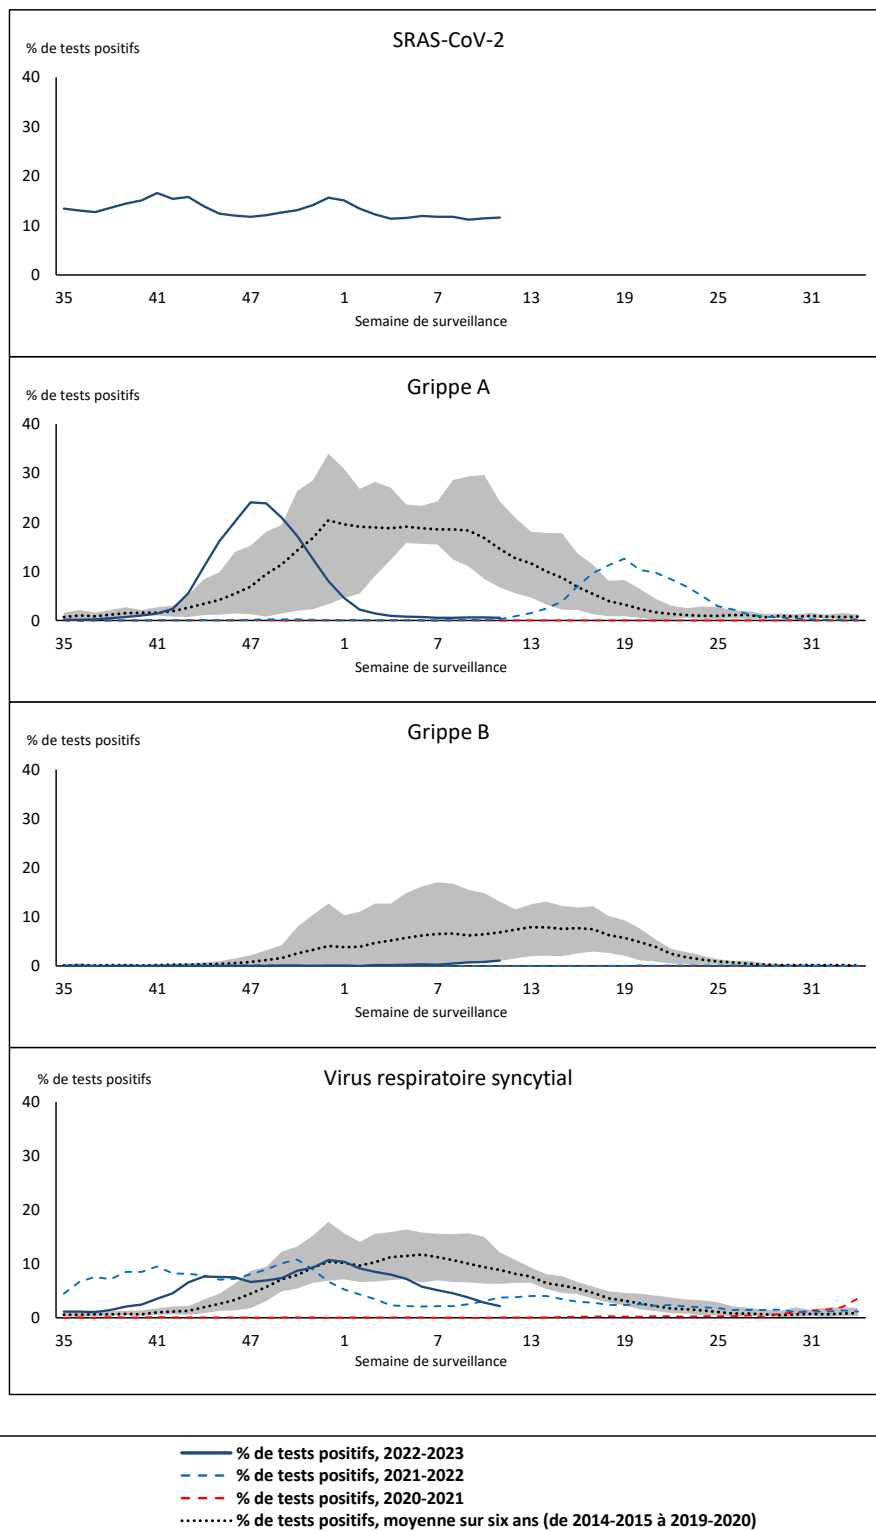 SRAS-CoV-2
% de tests positifs
40
30
20
10
0
35 41 47 1 7 13 19 25 31
Semaine de surveillance
Grippe A
% de tests positifs
40
30
20
10
0
35 41 47 1 7 13 19 25 31
Semaine de surveillance
Grippe B
% de tests positifs
40
30
20
10
0
35 41 47 1 7 13 19 25 31
Semaine de surveillance
Virus respiratoire syncytial
% de tests positifs
40
30
20
10
0
35 41 47 1 7 13 19 25 31
Semaine de surveillance
% de tests positifs, 2022-2023
% de tests positifs, 2021-2022
% de tests positifs, 2020-2021
% de tests positifs, moyenne sur six ans (de 2014-2015 à 2019-2020)